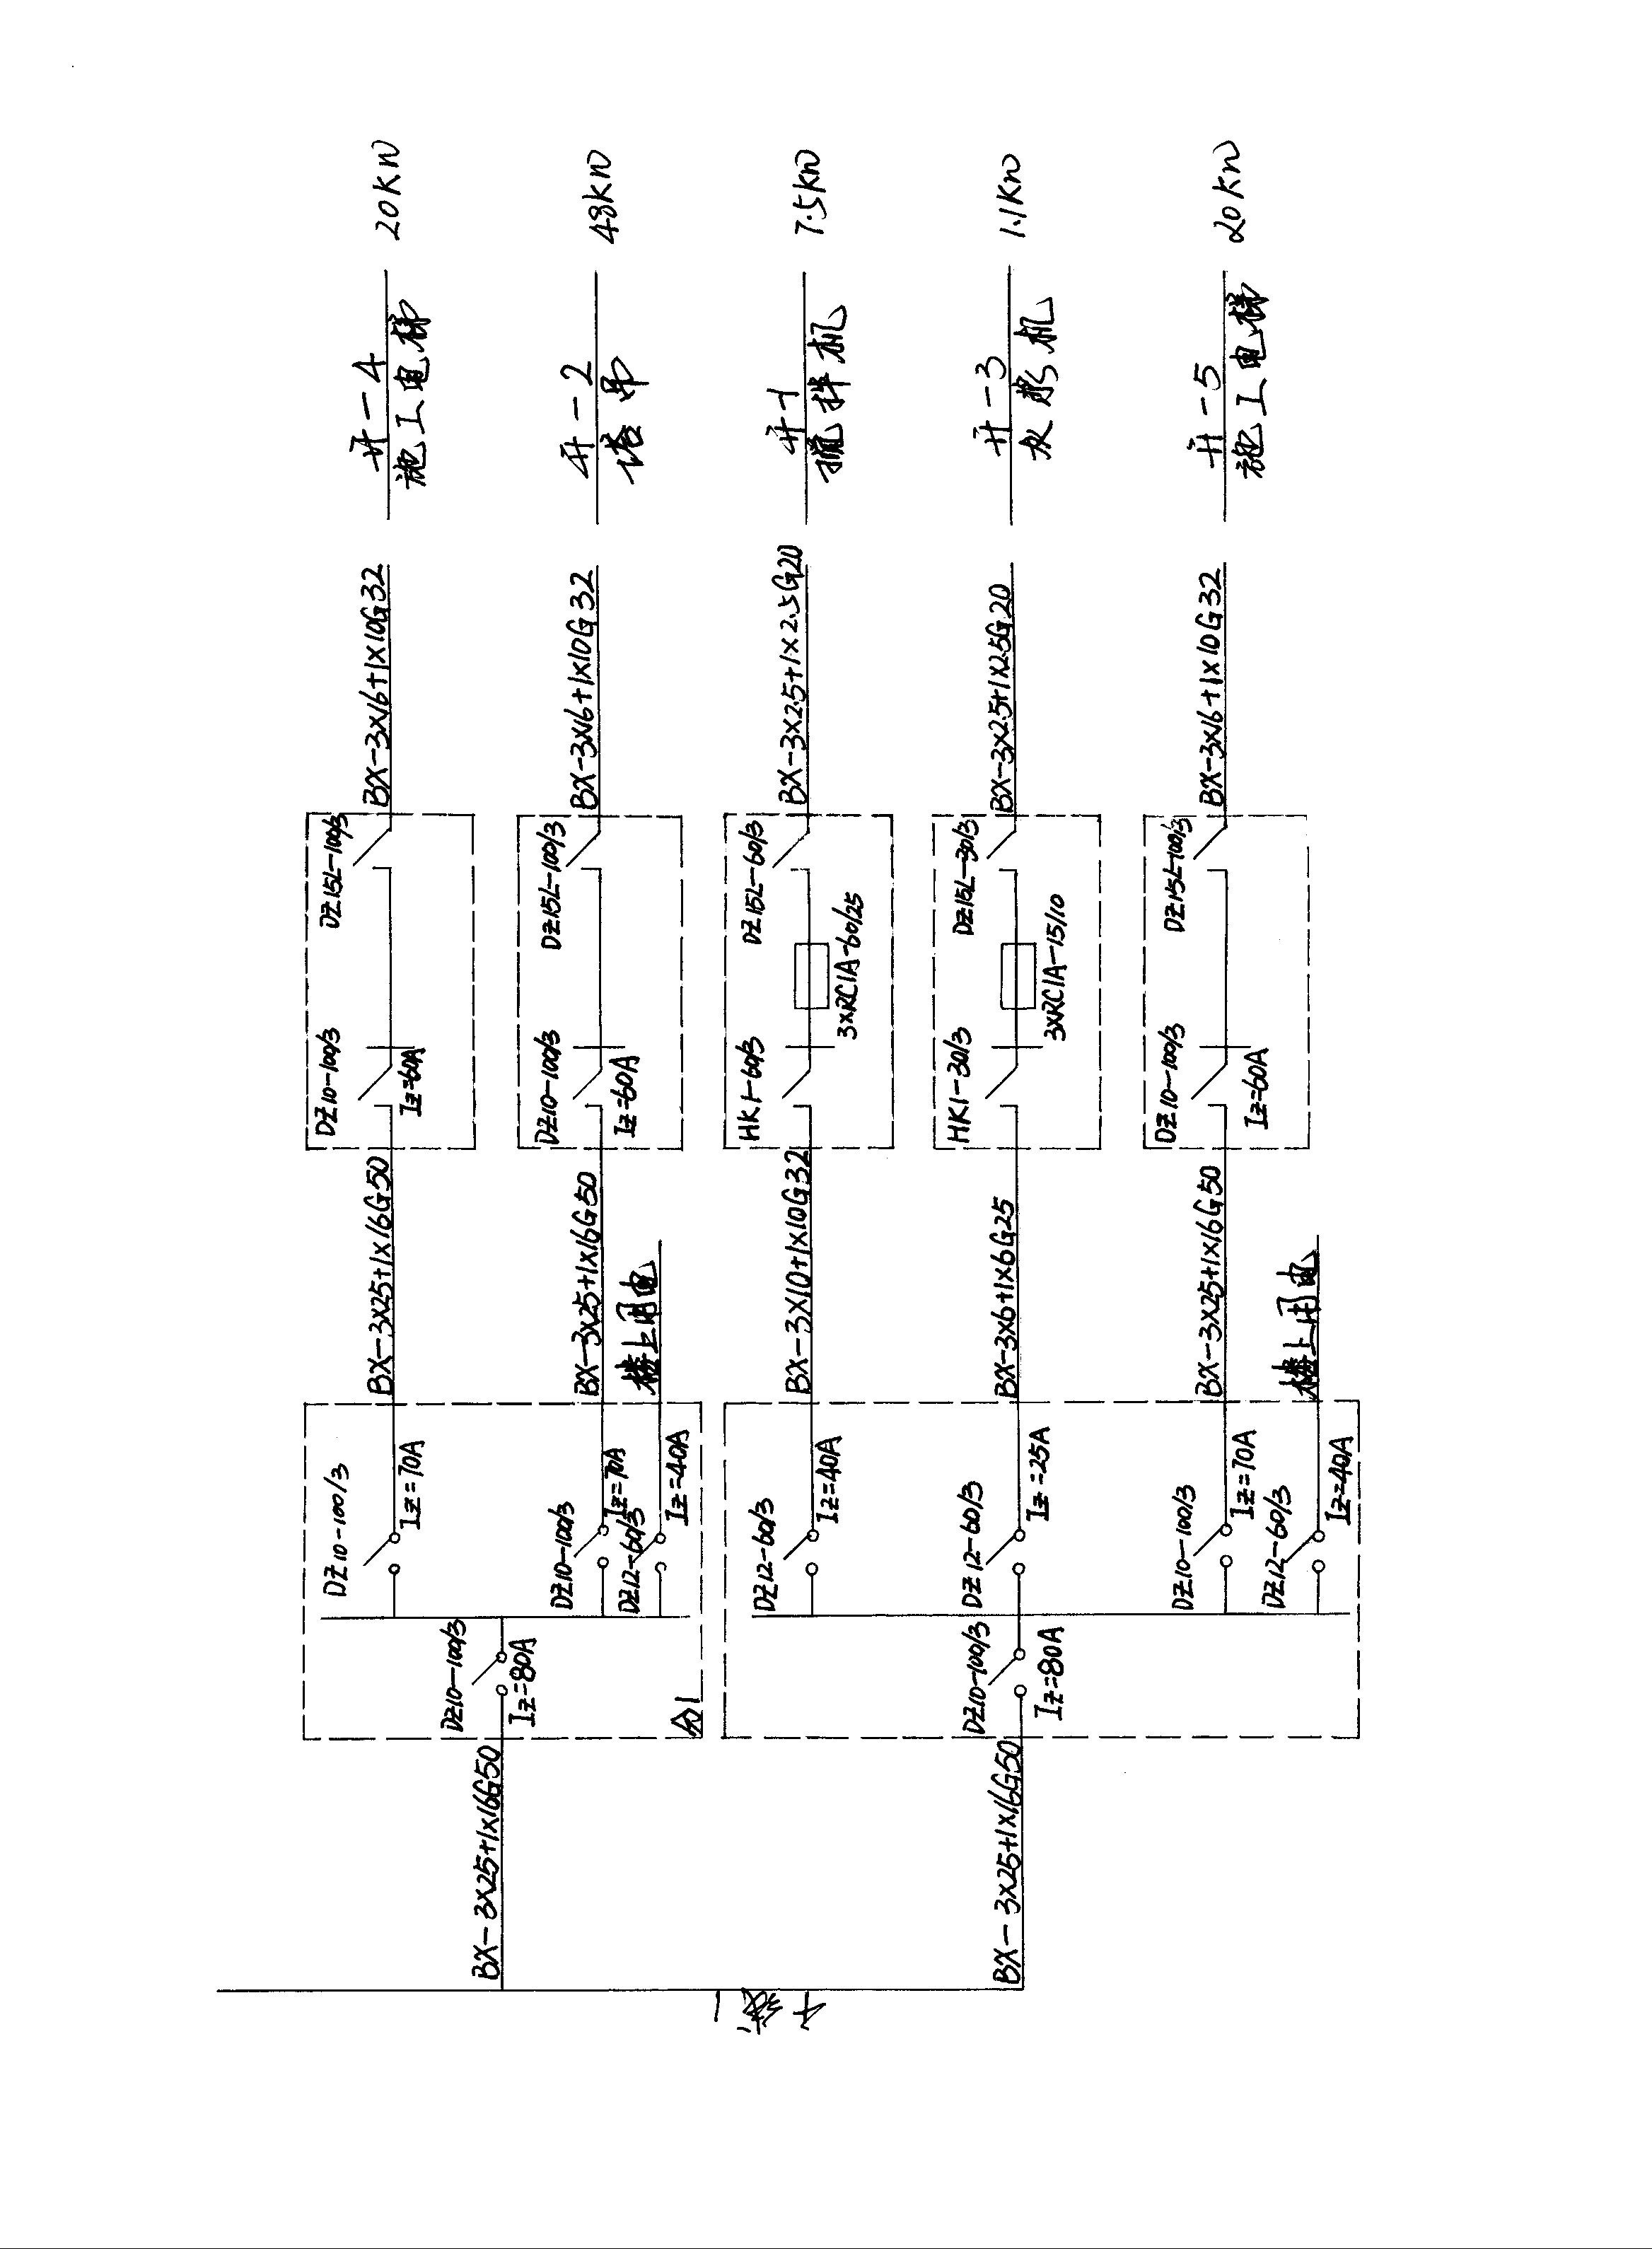 干线1
BX-3X25+1X16G50
DZ10-100/3
Iz=80A
分1
DZ10-100/3
Iz=70A
BX-3X25+1X16G50
DZ10-100/3
Iz=60A
DZ15L-100/3
BX-3X16+1X10G32
开-4
施工电梯
20KW
DZ10-100/3
Iz=70A
BX-3X25+1X16G50
DZ10-100/3
Iz=60A
DZ15L-100/3
BX-3X16+1X10G32
开-2
塔吊
48KW
DZ12-60/3
Iz=40A
楼上用电
BX-3X25+1X16G50
DZ10-100/3
Iz=80A
DZ12-60/3
Iz=40A
BX-3X10+1X10G32
HK1-60/3
3XRC1A-60/25
DZ15L-60/3
BX-3X2.5+1X2.5G20
开-1
搅拌机
7.5KW
DZ12-60/3
Iz=25A
BX-3X6+1X6G25
HK1-30/3
3XRC1A-15/10
DZ15L-30/3
BX-3X2.5+1X2.5G20
开-3
灰浆机
1.1KW
DZ10-100/3
Iz=70A
BX-3X25+1X16G50
DZ10-100/3
Iz=60A
DZ15L-100/3
BX-3X16+1X10G32
开-5
施工电梯
20KW
DZ12-60/3
Iz=40A
楼上用电